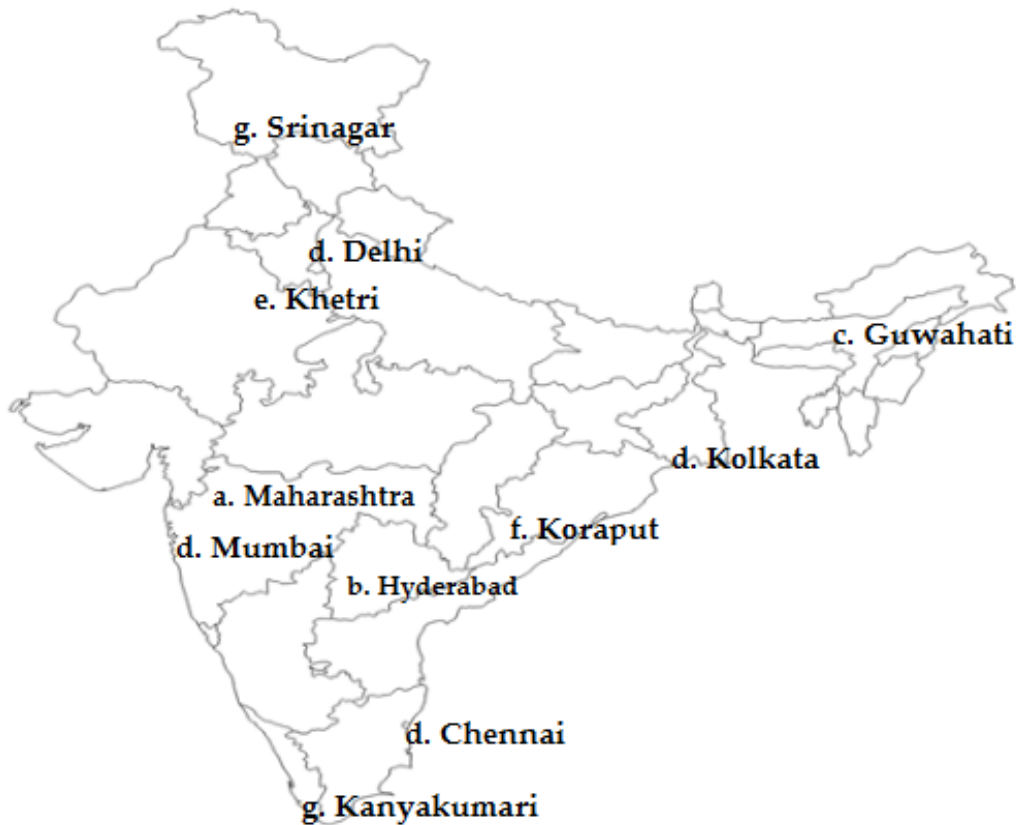 g. Srinagar
d. Delhi
e. Khetri
c. Guwahati
d. Kolkata
a. Maharashtra
f. Koraput
d. Mumbai
b. Hyderabad
d. Chennai
g. Kanyakumari